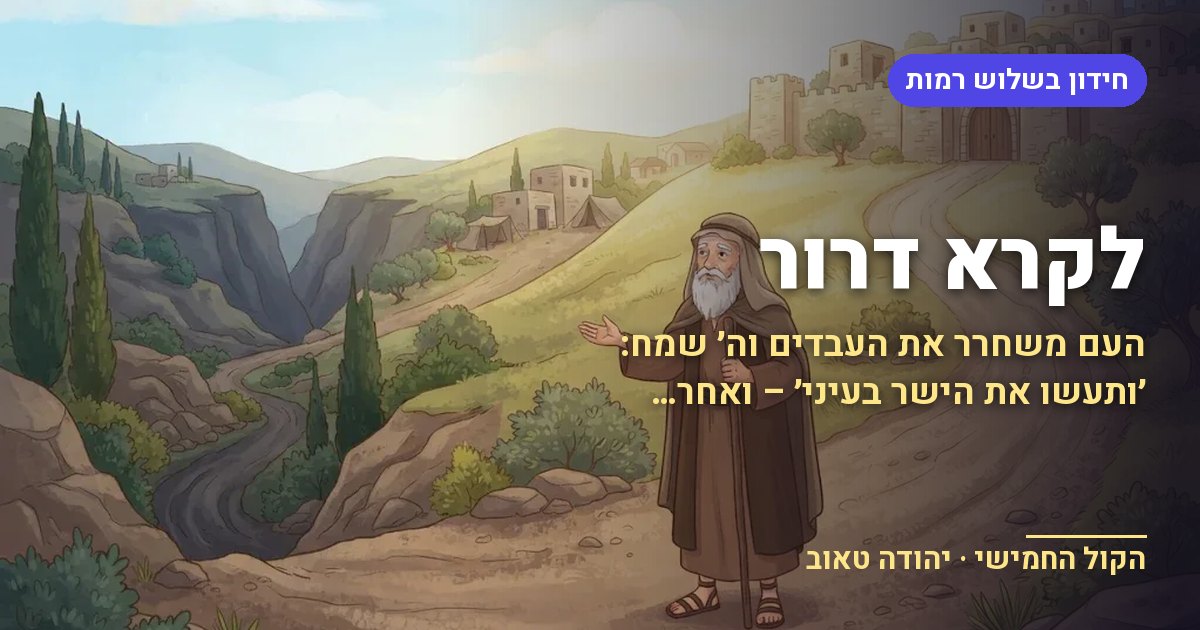 חידון בשלוש רמות
לקרא דרור
העם משחרר את העבדים וה׳ שמח:
׳ותעשו את הישר בעיני׳ – ואחר...
הקול החמישי · יהודה טאוב